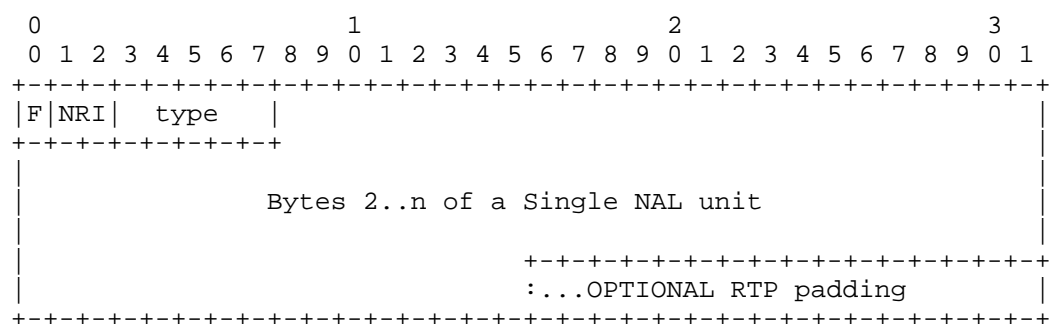 0                   1                   2                   3
 0 1 2 3 4 5 6 7 8 9 0 1 2 3 4 5 6 7 8 9 0 1 2 3 4 5 6 7 8 9 0 1
+-+-+-+-+-+-+-+-+-+-+-+-+-+-+-+-+-+-+-+-+-+-+-+-+-+-+-+-+-+-+-+-+
|F|NRI|  type   |                                               |
+-+-+-+-+-+-+-+-+                                               |
|                                                               |
|               Bytes 2..n of a Single NAL unit                 |
|                                                               |
|                               +-+-+-+-+-+-+-+-+-+-+-+-+-+-+-+-+
|                               :...OPTIONAL RTP padding        |
+-+-+-+-+-+-+-+-+-+-+-+-+-+-+-+-+-+-+-+-+-+-+-+-+-+-+-+-+-+-+-+-+